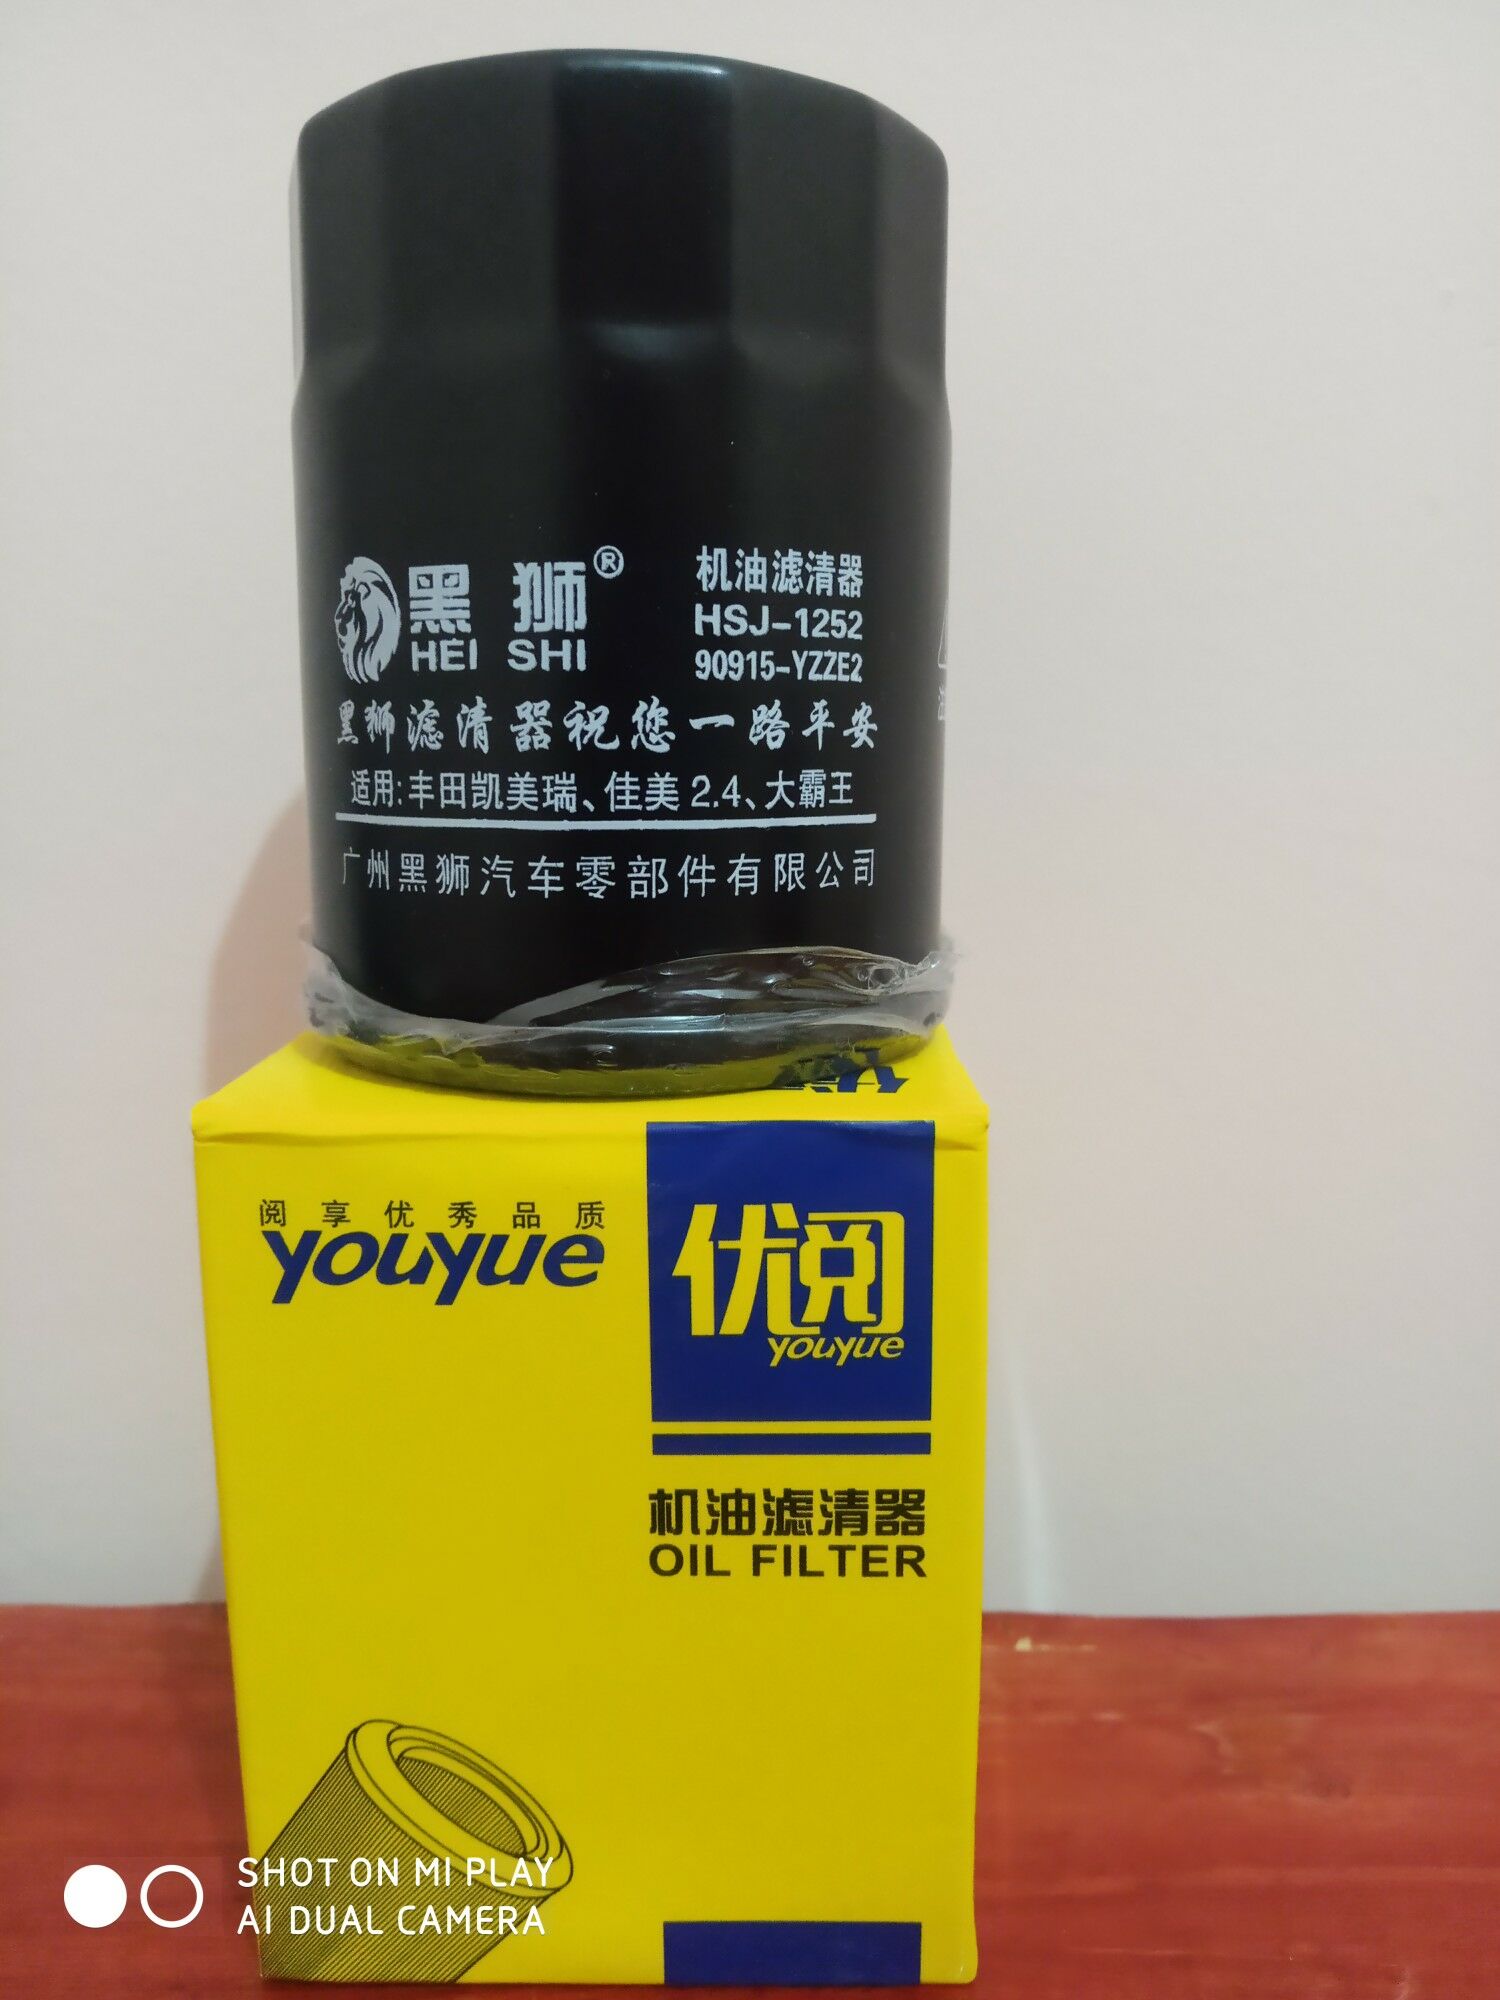 黑狮®
HEI SHI
机油滤清器
HSJ-1252
90915-YZZE2
黑狮滤清器祝您一路平安
适用:丰田凯美瑞、佳美2.4、大霸王
广州黑狮汽车零部件有限公司
阅享优秀品质
youyue
优阅
youyue
机油滤清器
OIL FILTER
SHOT ON MI PLAY
AI DUAL CAMERA